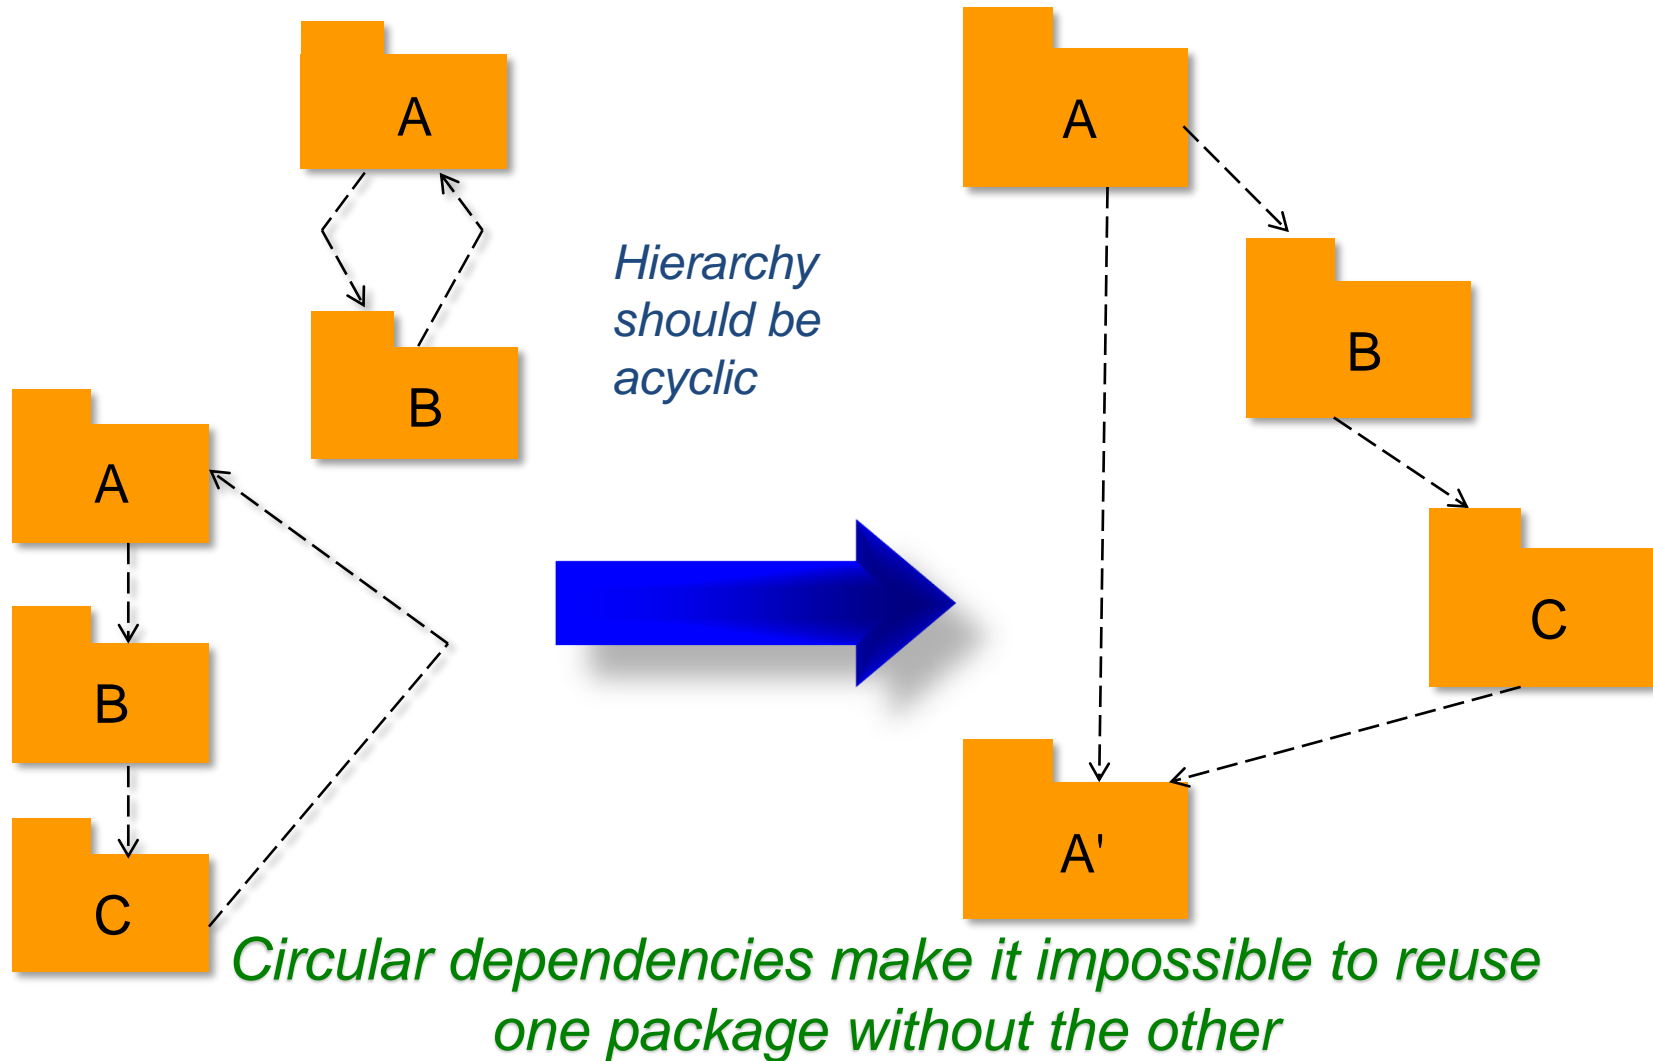 A
B
A
B
C
Hierarchy
should be
acyclic
A
B
C
A'
Circular dependencies make it impossible to reuse
one package without the other